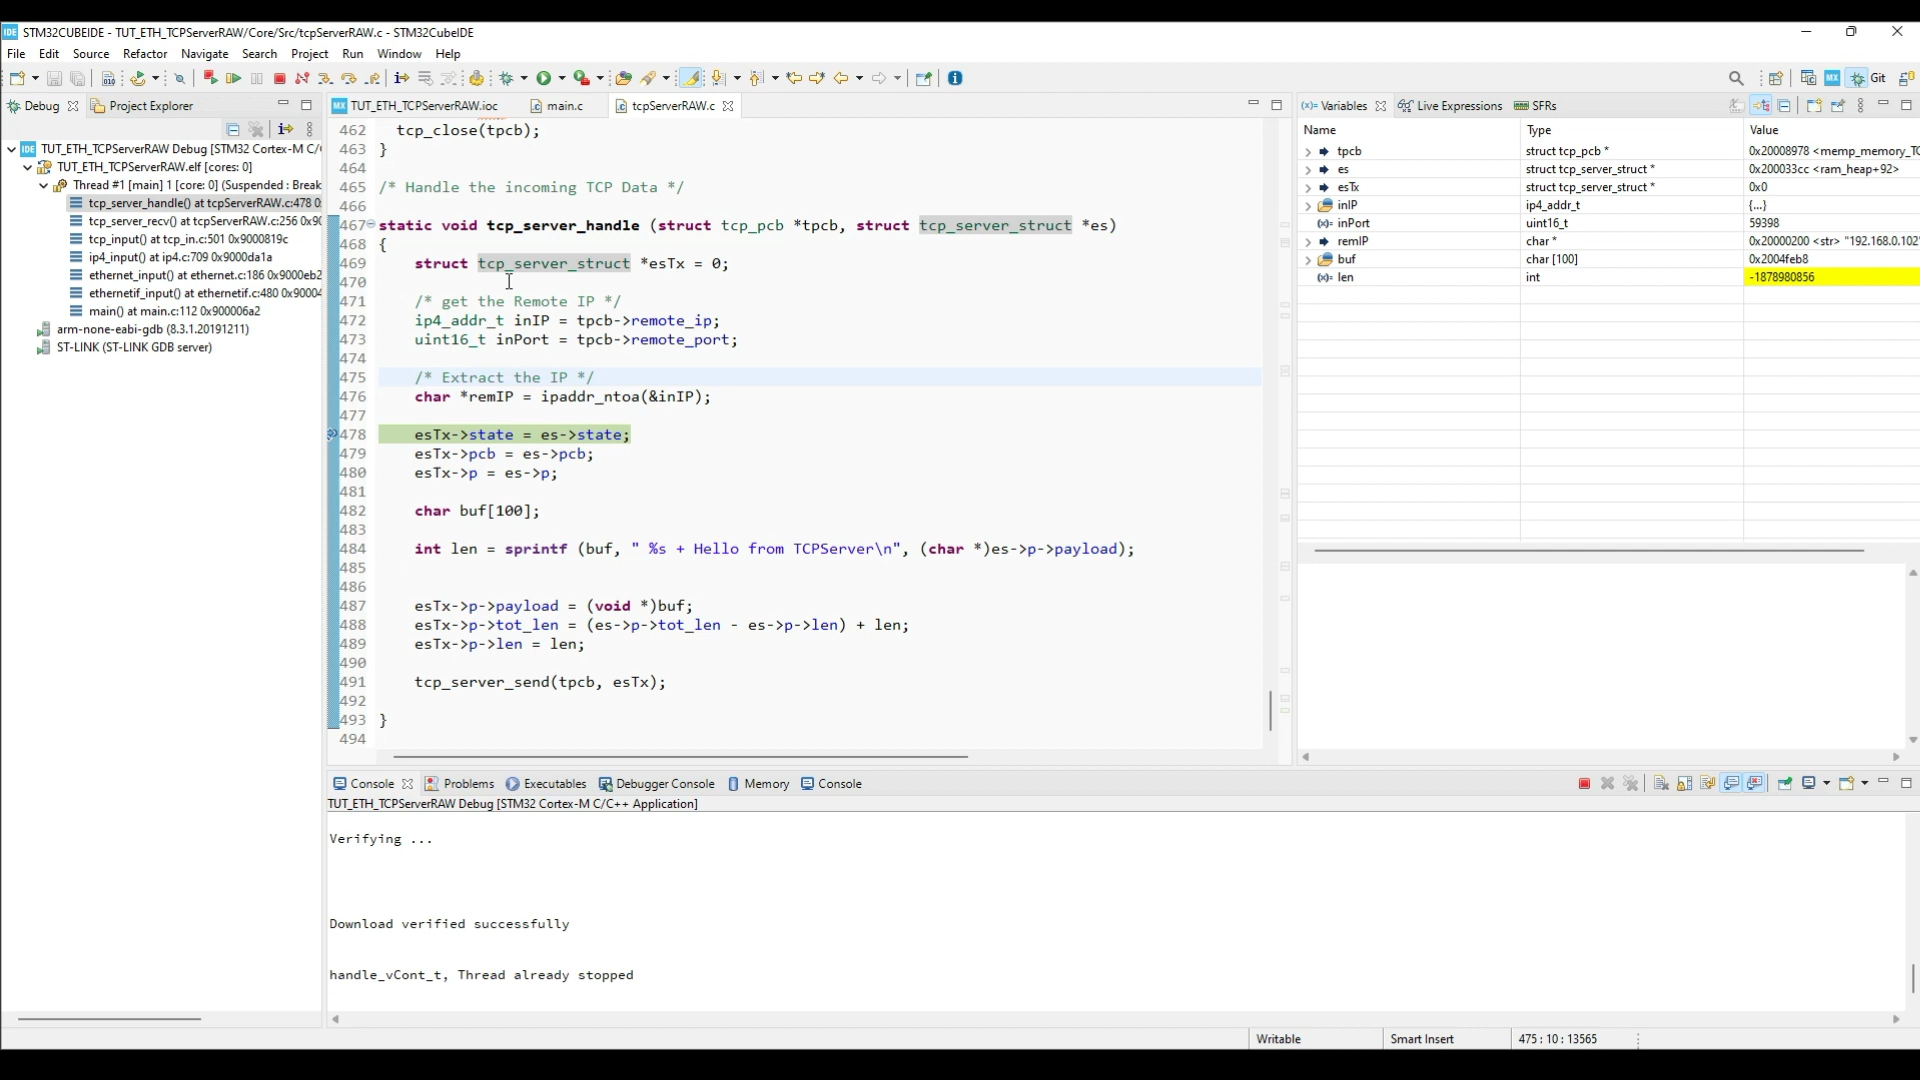 IDE STM32CUBEIDE - TUT_ETH_TCPServerRAW/Core/Src/tcpServerRAW.c - STM32CubeIDE
File Edit Source Refactor Navigate Search Project Run Window Help
MX Git
Debug Project Explorer
TUT_ETH_TCPServerRAW.ioc main.c tcpServerRAW.c
(x)= Variables Live Expressions SFRs
IDE TUT_ETH_TCPServerRAW Debug [STM32 Cortex-M C/(
TUT_ETH_TCPServerRAW.elf [cores: 0]
Thread #1 [main] 1 [core: 0] (Suspended : Break
tcp_server_handle() at tcpServerRAW.c:478 0x
tcp_server_recv() at tcpServerRAW.c:256 0x90
tcp_input() at tcp_in.c:501 0x9000819c
ip4_input() at ip4.c:709 0x9000da1a
ethernet_input() at ethernet.c:186 0x9000eb2
ethernetif_input() at ethernetif.c:480 0x90004
main() at main.c:112 0x900006a2
arm-none-eabi-gdb (8.3.1.20191211)
ST-LINK (ST-LINK GDB server)
462 tcp_close(tpcb);
463 }
464
465 /* Handle the incoming TCP Data */
466
467 static void tcp_server_handle (struct tcp_pcb *tpcb, struct tcp_server_struct *es)
468 {
469 struct tcp_server_struct *esTx = 0;
470
471 /* get the Remote IP */
472 ip4_addr_t inIP = tpcb->remote_ip;
473 uint16_t inPort = tpcb->remote_port;
474
475 /* Extract the IP */
476 char *remIP = ipaddr_ntoa(&inIP);
477
478 esTx->state = es->state;
479 esTx->pcb = es->pcb;
480 esTx->p = es->p;
481
482 char buf[100];
483
484 int len = sprintf (buf, " %s + Hello from TCPServer\n", (char *)es->p->payload);
485
486
487 esTx->p->payload = (void *)buf;
488 esTx->p->tot_len = (es->p->tot_len - es->p->len) + len;
489 esTx->p->len = len;
490
491 tcp_server_send(tpcb, esTx);
492
493 }
494
Name Type Value
tpcb struct tcp_pcb * 0x20008978 <memp_memory_TC
es struct tcp_server_struct * 0x200033cc <ram_heap+92>
esTx struct tcp_server_struct * 0x0
inIP ip4_addr_t {...}
(x)= inPort uint16_t 59398
remIP char * 0x20000200 <str> "192.168.0.102"
buf char [100] 0x2004feb8
(x)= len int -1878980856
Console Problems Executables Debugger Console Memory Console
TUT_ETH_TCPServerRAW Debug [STM32 Cortex-M C/C++ Application]
Verifying ...
Download verified successfully
handle_vCont_t, Thread already stopped
Writable Smart Insert 475 : 10 : 13565